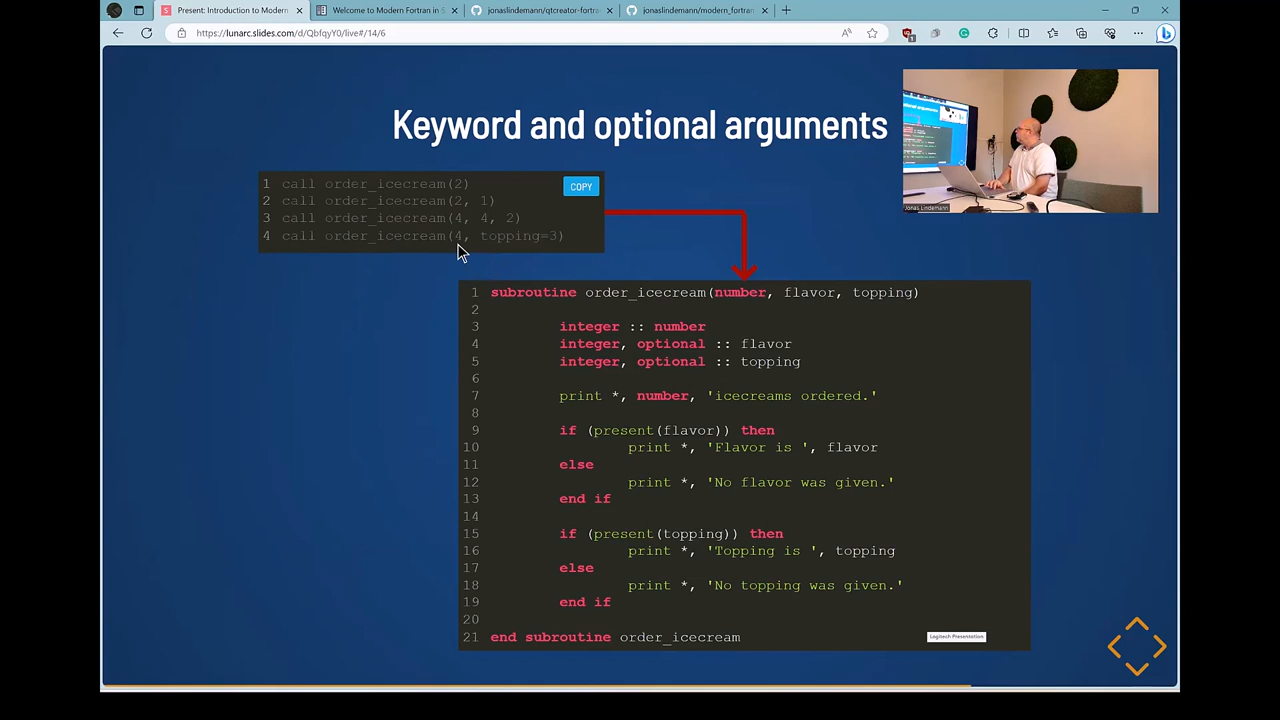 Present: Introduction to Modern
Welcome to Modern Fortran in S
jonaslindemann/qtcreator-fortra
jonaslindemann/modern_fortran
https://lunarc.slides.com/d/QbfqyY0/live#/14/6
Keyword and optional arguments
1 call order_icecream(2)
2 call order_icecream(2, 1)
3 call order_icecream(4, 4, 2)
4 call order_icecream(4, topping=3)
COPY
Jonas Lindemann
1 subroutine order_icecream(number, flavor, topping)
2
3 integer :: number
4 integer, optional :: flavor
5 integer, optional :: topping
6
7 print *, number, 'icecreams ordered.'
8
9 if (present(flavor)) then
10 print *, 'Flavor is ', flavor
11 else
12 print *, 'No flavor was given.'
13 end if
14
15 if (present(topping)) then
16 print *, 'Topping is ', topping
17 else
18 print *, 'No topping was given.'
19 end if
20
21 end subroutine order_icecream
Logitech Presentation